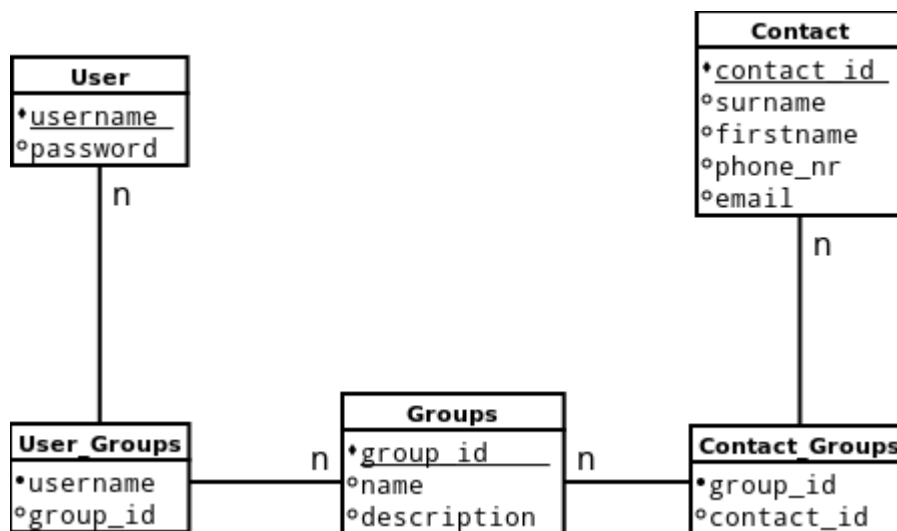 User
username
password
n
Contact
contact_id
surname
firstname
phone_nr
email
n
User_Groups
username
group_id
n
Groups
group_id
name
description
n
Contact_Groups
group_id
contact_id